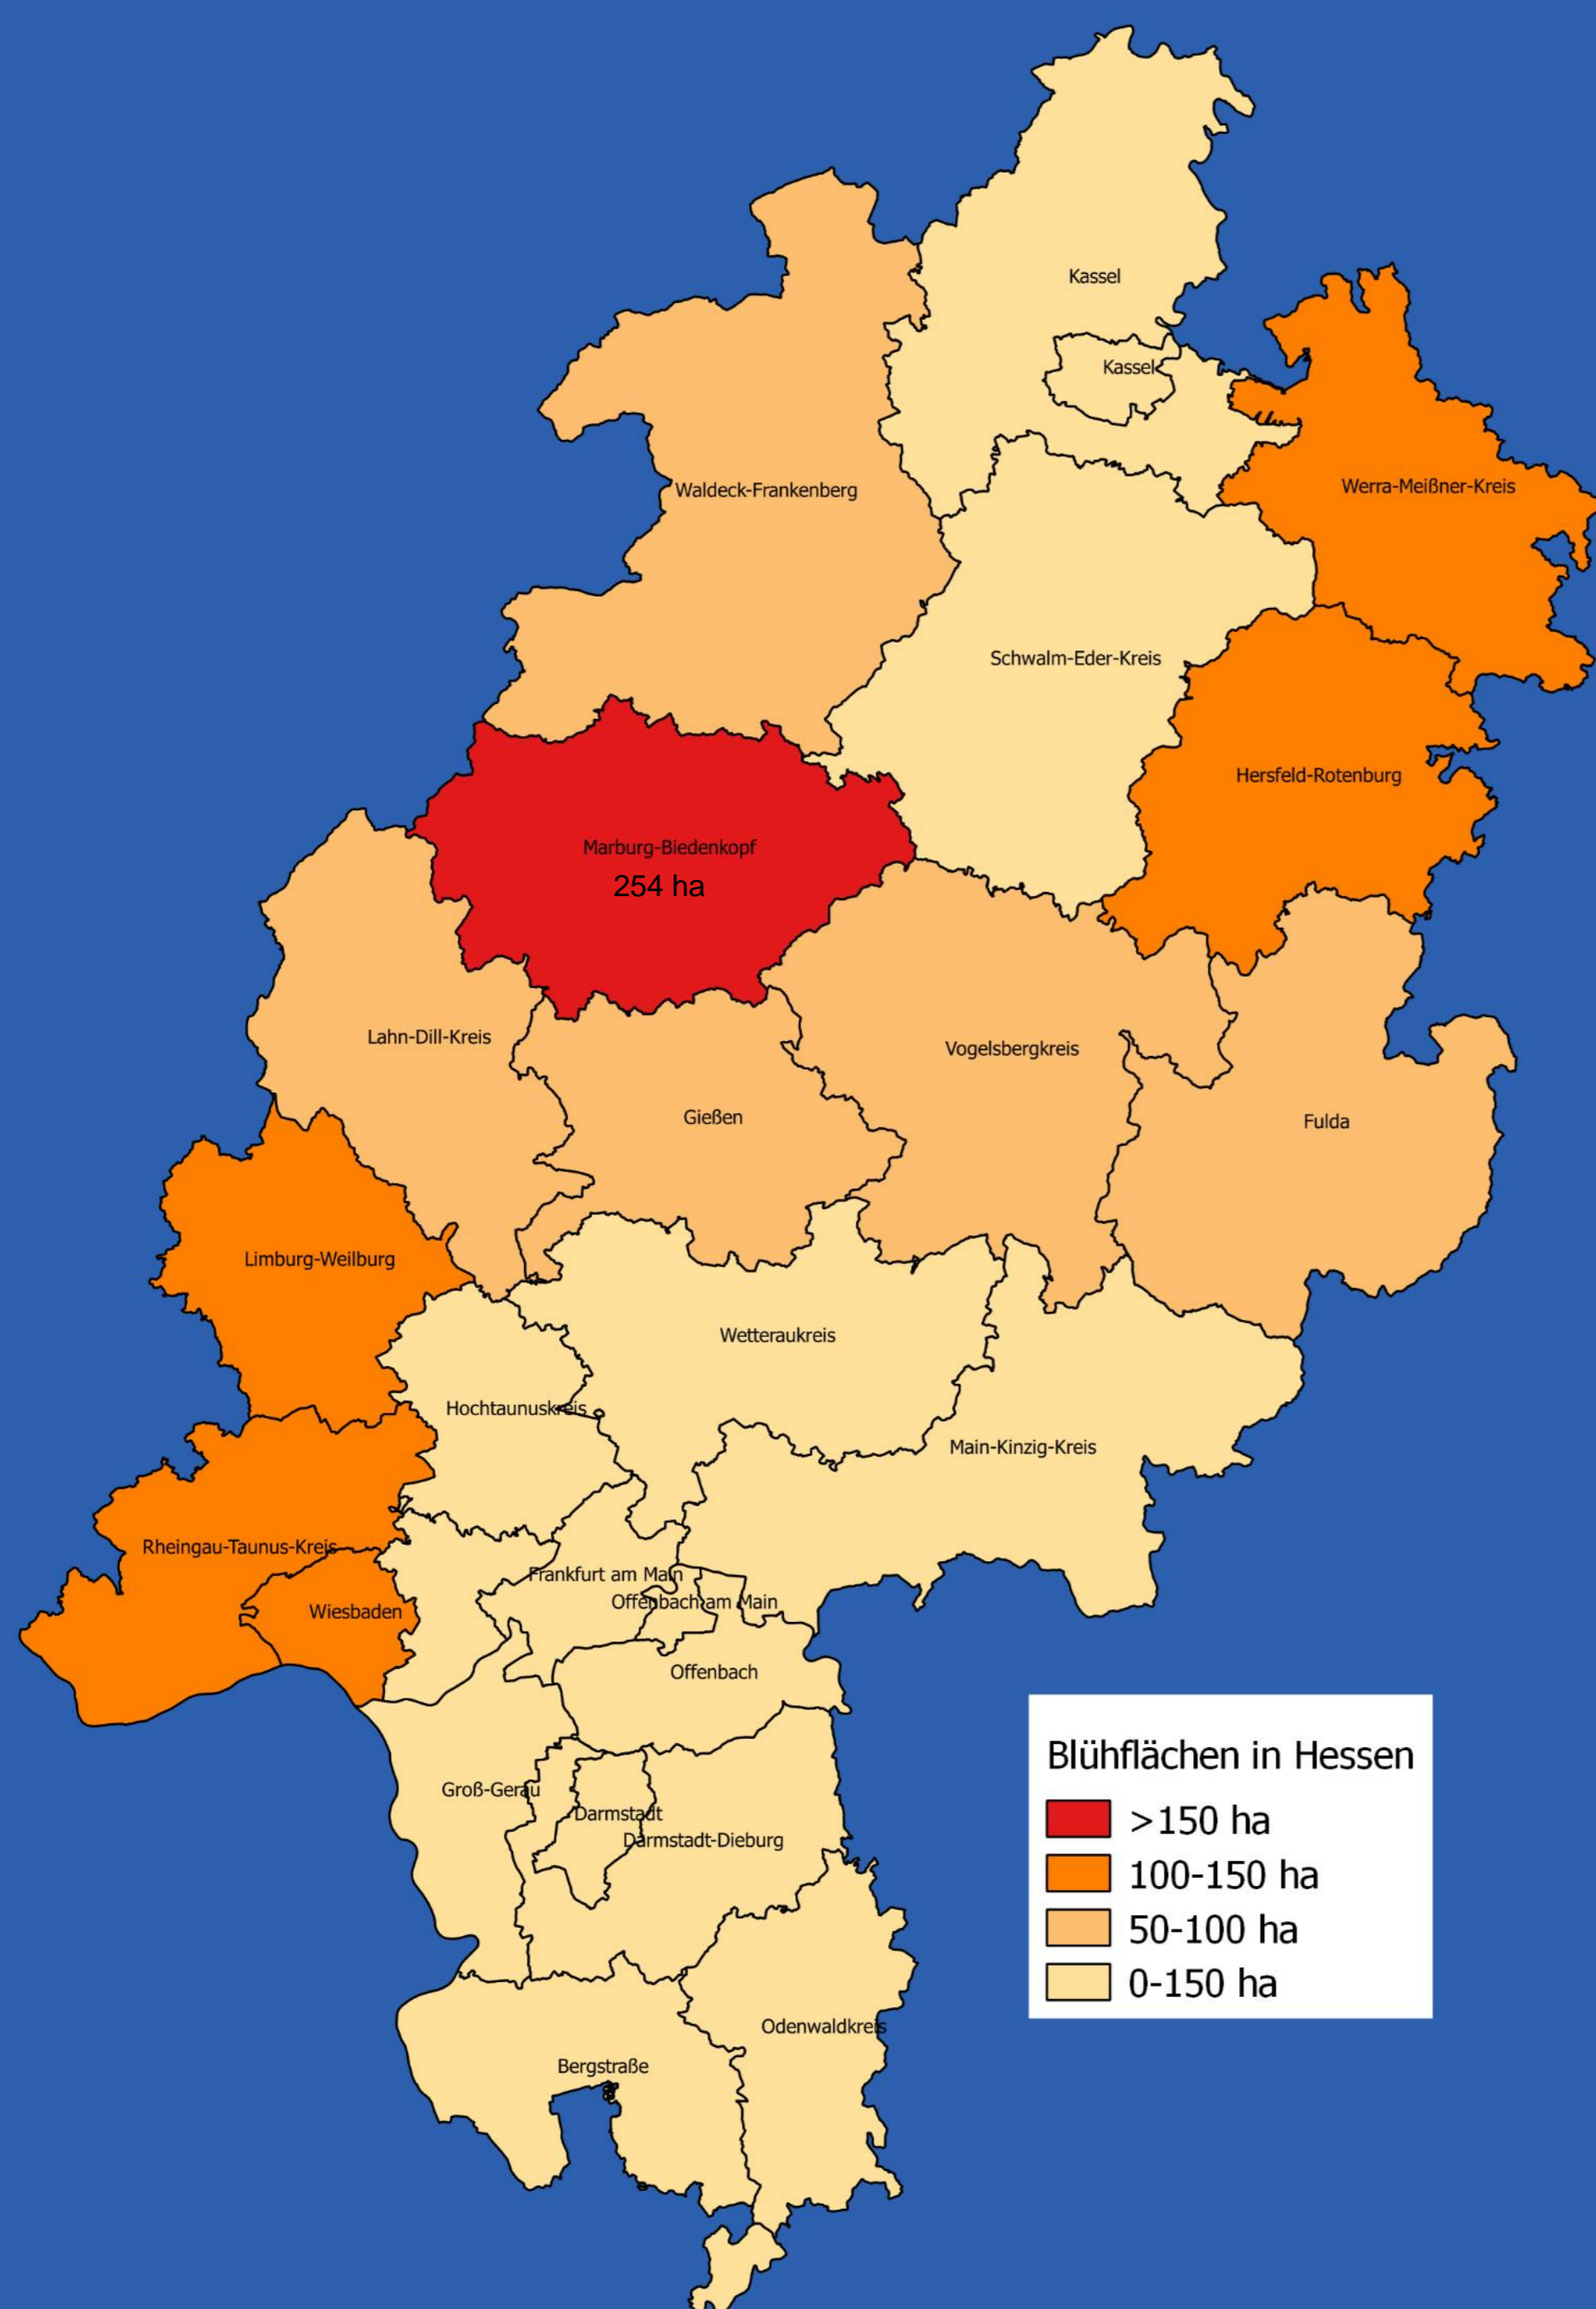 Kassel
Kassel
Werra-Meißner-Kreis
Waldeck-Frankenberg
Schwalm-Eder-Kreis
Hersfeld-Rotenburg
Marburg-Biedenkopf
254 ha
Lahn-Dill-Kreis
Vogelsbergkreis
Gießen
Fulda
Limburg-Weilburg
Wetteraukreis
Hochtaunuskreis
Main-Kinzig-Kreis
Rheingau-Taunus-Kreis
Frankfurt am Main
Offenbach am Main
Wiesbaden
Offenbach
Groß-Gerau
Darmstadt
Darmstadt-Dieburg
Blühflächen in Hessen
>150 ha
100-150 ha
50-100 ha
0-150 ha
Odenwaldkreis
Bergstraße